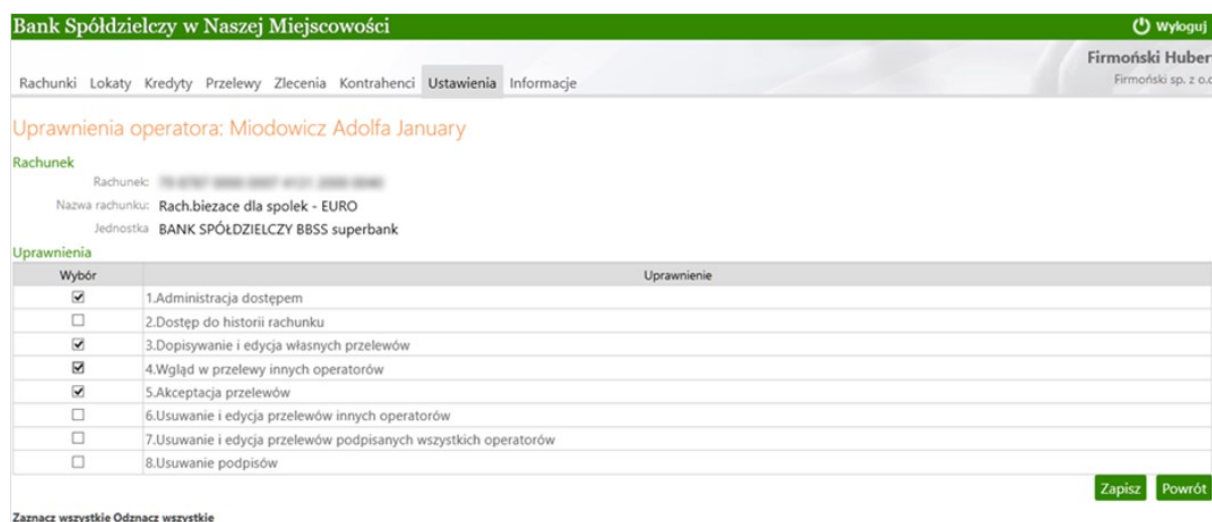 Bank Spółdzielczy w Naszej Miejscowości
Wyloguj
Firmoński Huber
Firmoński sp. z o.o
Rachunki Lokaty Kredyty Przelewy Zlecenia Kontrahenci Ustawienia Informacje
Uprawnienia operatora: Miodowicz Adolfa January
Rachunek
Rachunek:
Nazwa rachunku: Rach.biezace dla spolek - EURO
Jednostka BANK SPÓŁDZIELCZY BBSS superbank
Uprawnienia
Wybór Uprawnienie
1.Administracja dostępem
2.Dostęp do historii rachunku
3.Dopisywanie i edycja własnych przelewów
4.Wgląd w przelewy innych operatorów
5.Akceptacja przelewów
6.Usuwanie i edycja przelewów innych operatorów
7.Usuwanie i edycja przelewów podpisanych wszystkich operatorów
8.Usuwanie podpisów
Zapisz Powrót
Zaznacz wszystkie Odznacz wszystkie